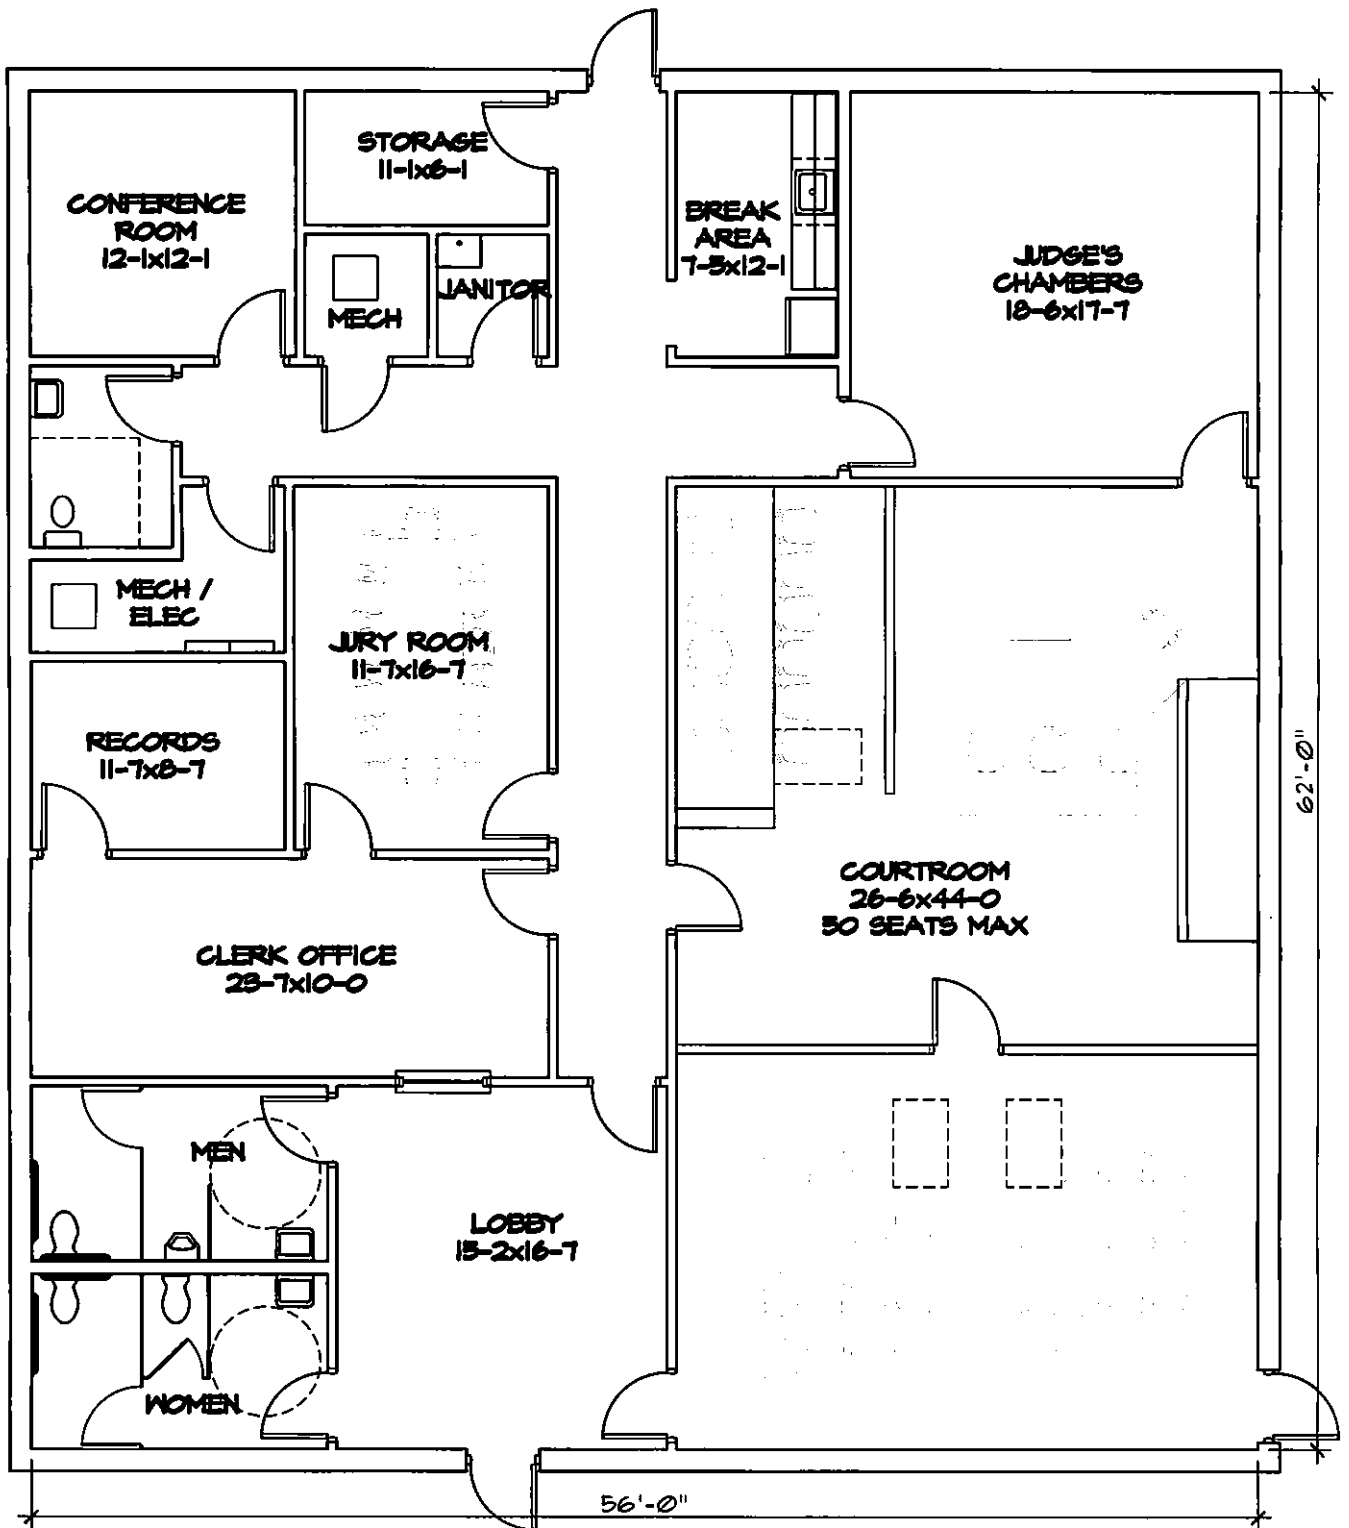 STORAGE
11-1x6-1
CONFERENCE
ROOM
12-1x12-1
BREAK
AREA
7-5x12-1
JUDGE'S
CHAMBERS
18-6x17-7
JANITOR
MECH
MECH /
ELEC
JURY ROOM
11-7x16-7
RECORDS
11-7x8-7
62'-0"
COURTROOM
26-6x44-0
50 SEATS MAX
CLERK OFFICE
23-7x10-0
MEN
LOBBY
15-2x16-7
WOMEN
56'-0"